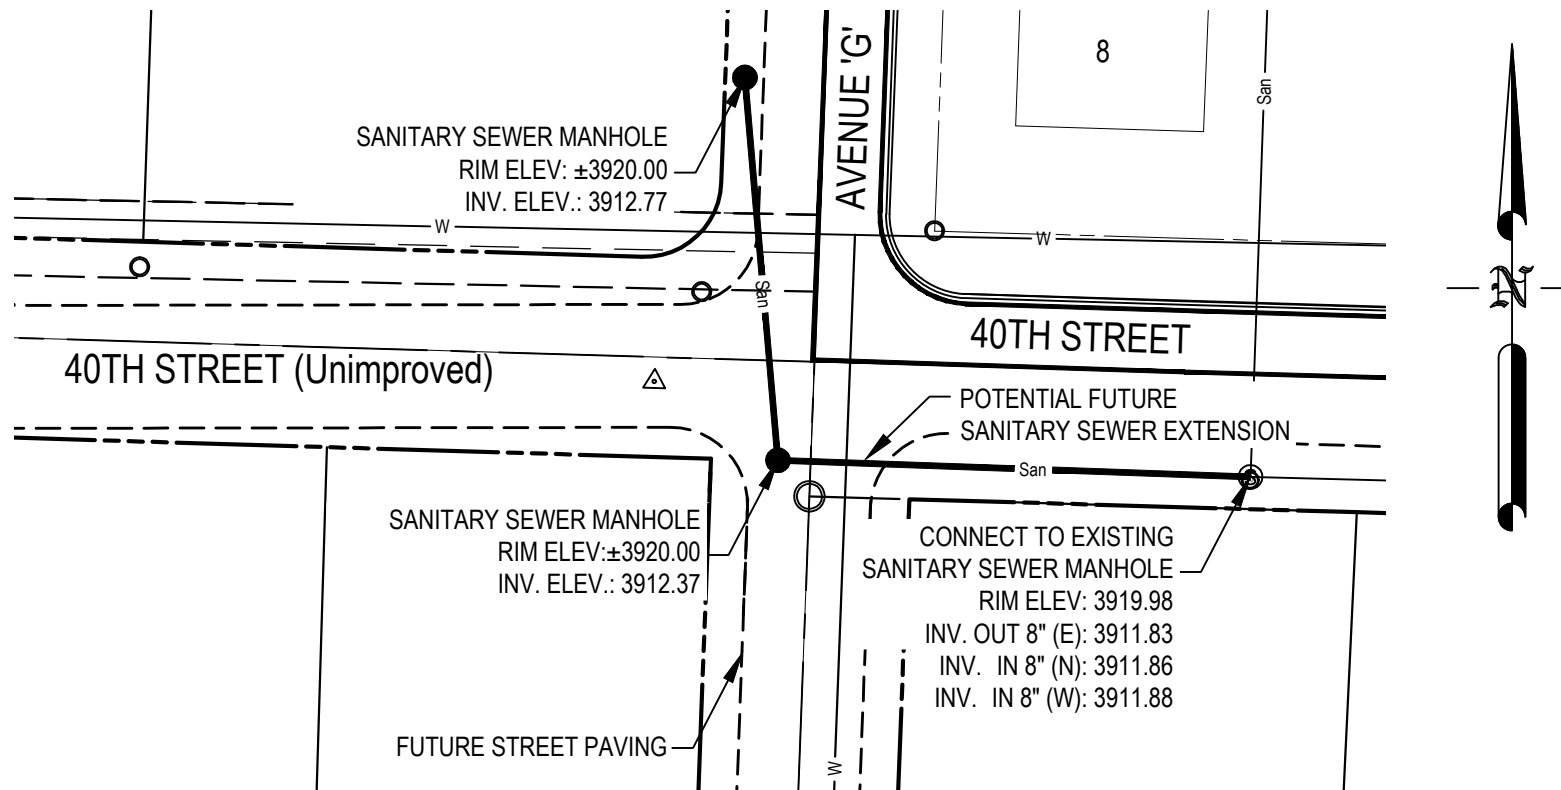 8
San
AVENUE 'G'
SANITARY SEWER MANHOLE
RIM ELEV: ±3920.00
INV. ELEV.: 3912.77
W
W
N
San
40TH STREET
40TH STREET (Unimproved)
POTENTIAL FUTURE
SANITARY SEWER EXTENSION
San
S
SANITARY SEWER MANHOLE
RIM ELEV:±3920.00
INV. ELEV.: 3912.37
CONNECT TO EXISTING
SANITARY SEWER MANHOLE
RIM ELEV: 3919.98
INV. OUT 8" (E): 3911.83
INV. IN 8" (N): 3911.86
INV. IN 8" (W): 3911.88
FUTURE STREET PAVING
W